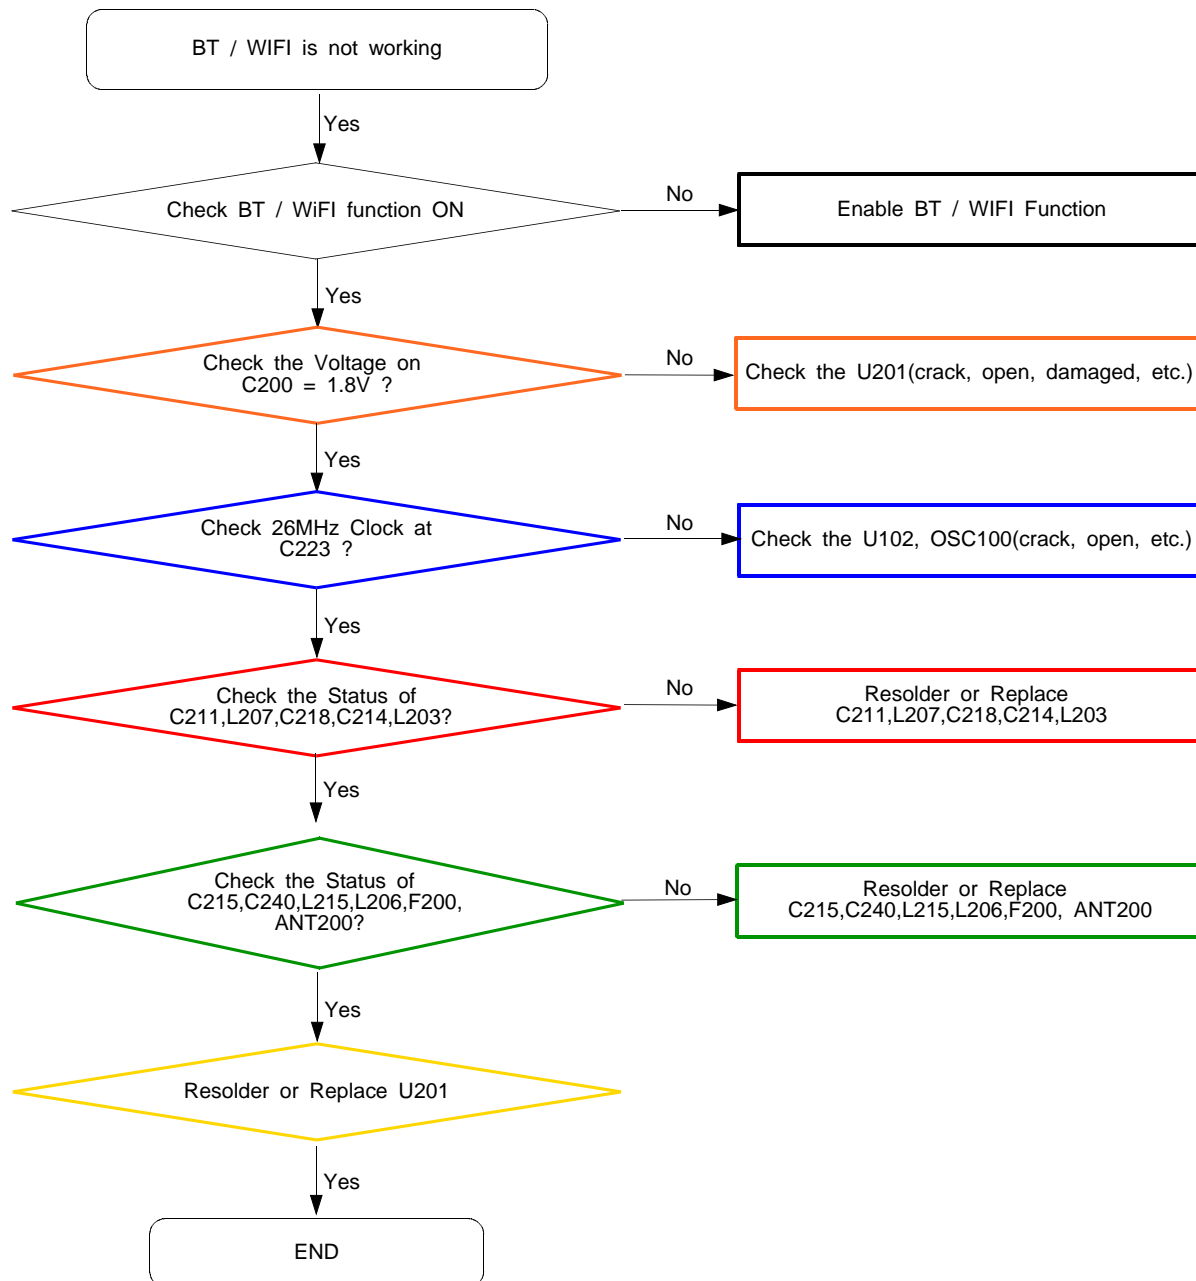 BT / WIFI is not working
Yes
Check BT / WiFI function ON
No
Enable BT / WIFI Function
Yes
Check the Voltage on
C200 = 1.8V ?
No
Check the U201(crack, open, damaged, etc.)
Yes
Check 26MHz Clock at
C223 ?
No
Check the U102, OSC100(crack, open, etc.)
Yes
Check the Status of
C211,L207,C218,C214,L203?
No
Resolder or Replace
C211,L207,C218,C214,L203
Yes
Check the Status of
C215,C240,L215,L206,F200,
ANT200?
No
Resolder or Replace
C215,C240,L215,L206,F200, ANT200
Yes
Resolder or Replace U201
Yes
END